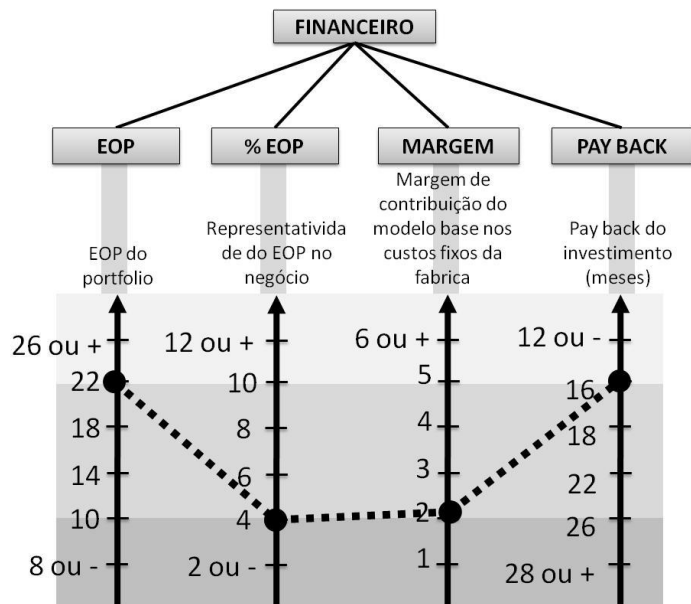 FINANCEIRO
EOP
% EOP
MARGEM
PAY BACK
EOP do
portfolio
Representativida
de do EOP no
negócio
Margem de
contribuição do
modelo base nos
custos fixos da
fabrica
Pay back do
investimento
(meses)
26 ou +
22
18
14
10
8 ou -
12 ou +
10
8
6
4
2 ou -
6 ou +
5
4
3
2
1
12 ou -
16
18
22
26
28 ou +